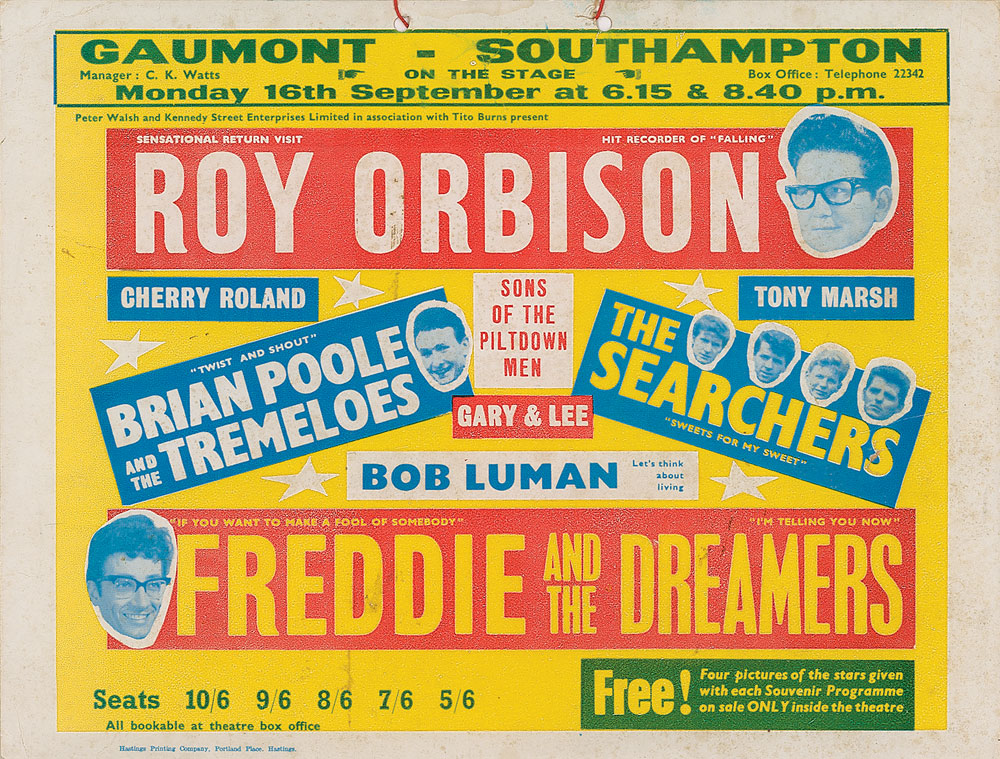 GAUMONT - SOUTHAMPTON
Manager : C. K. Watts
ON THE STAGE
Box Office : Telephone 22342
Monday 16th September at 6.15 & 8.40 p.m.
Peter Walsh and Kennedy Street Enterprises Limited in association with Tito Burns present
SENSATIONAL RETURN VISIT
HIT RECORDER OF "FALLING"
ROY ORBISON
CHERRY ROLAND
SONS
OF THE
PILTDOWN
MEN
TONY MARSH
"TWIST AND SHOUT"
BRIAN POOLE
AND THE
TREMELOES
THE
SEARCHERS
"SWEETS FOR MY SWEET"
GARY & LEE
BOB LUMAN
Let's think
about
living
"IF YOU WANT TO MAKE A FOOL OF SOMEBODY"
"I'M TELLING YOU NOW"
FREDDIE AND THE DREAMERS
Seats 10/6 9/6 8/6 7/6 5/6
All bookable at theatre box office
Free!
Four pictures of the stars given
with each Souvenir Programme
on sale ONLY inside the theatre
Hastings Printing Company, Portland Place, Hastings.